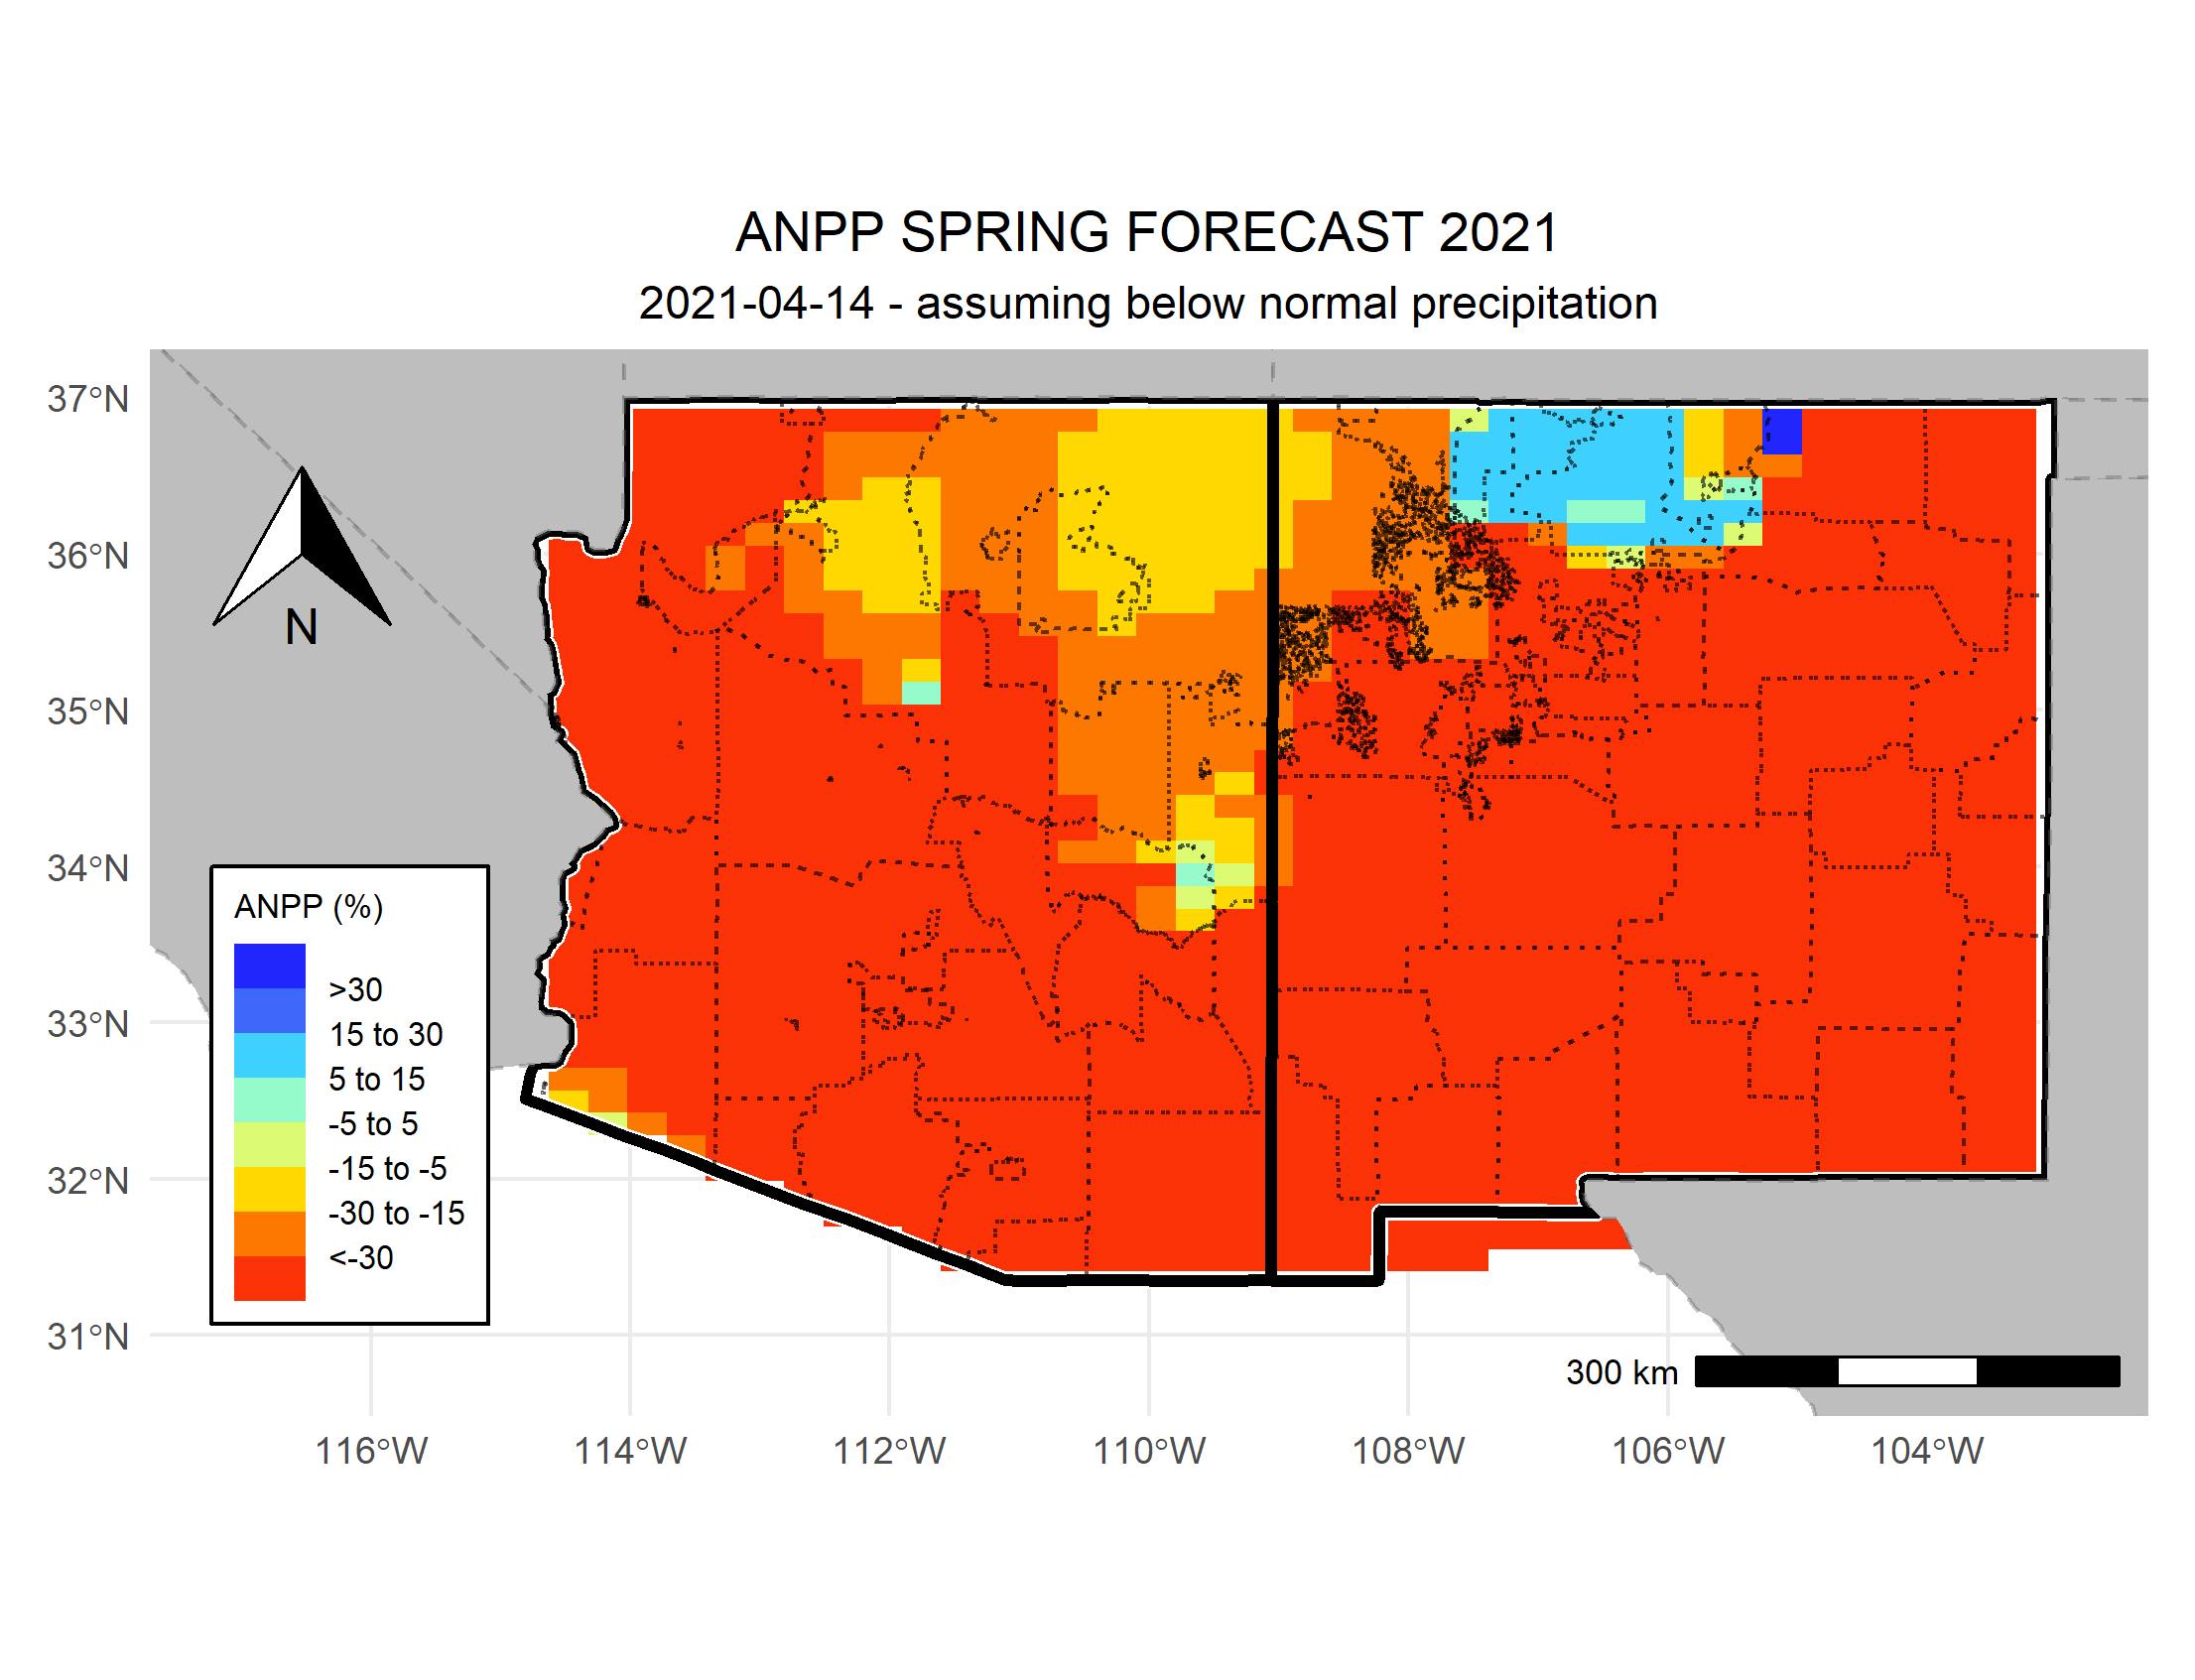 ANPP SPRING FORECAST 2021
2021-04-14 - assuming below normal precipitation
37°N
36°N
35°N
34°N
33°N
32°N
31°N
N
ANPP (%)
>30
15 to 30
5 to 15
-5 to 5
-15 to -5
-30 to -15
<-30
300 km
116°W
114°W
112°W
110°W
108°W
106°W
104°W